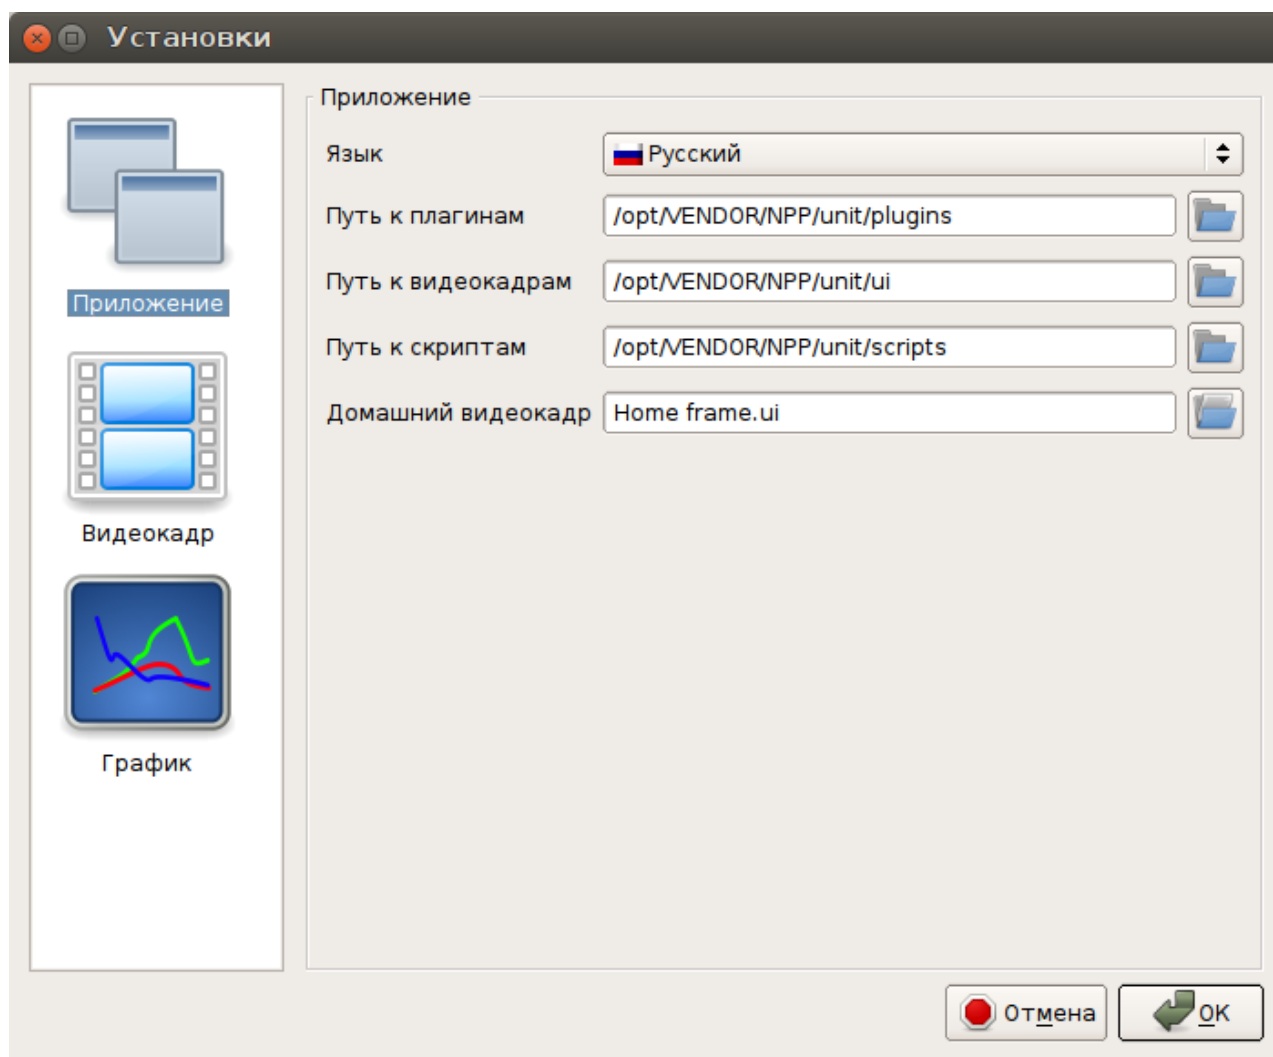 Установки
Приложение
Видеокадр
График
Приложение
Язык Русский
Путь к плагинам /opt/VENDOR/NPP/unit/plugins
Путь к видеокадрам /opt/VENDOR/NPP/unit/ui
Путь к скриптам /opt/VENDOR/NPP/unit/scripts
Домашний видеокадр Home frame.ui
Отмена OK